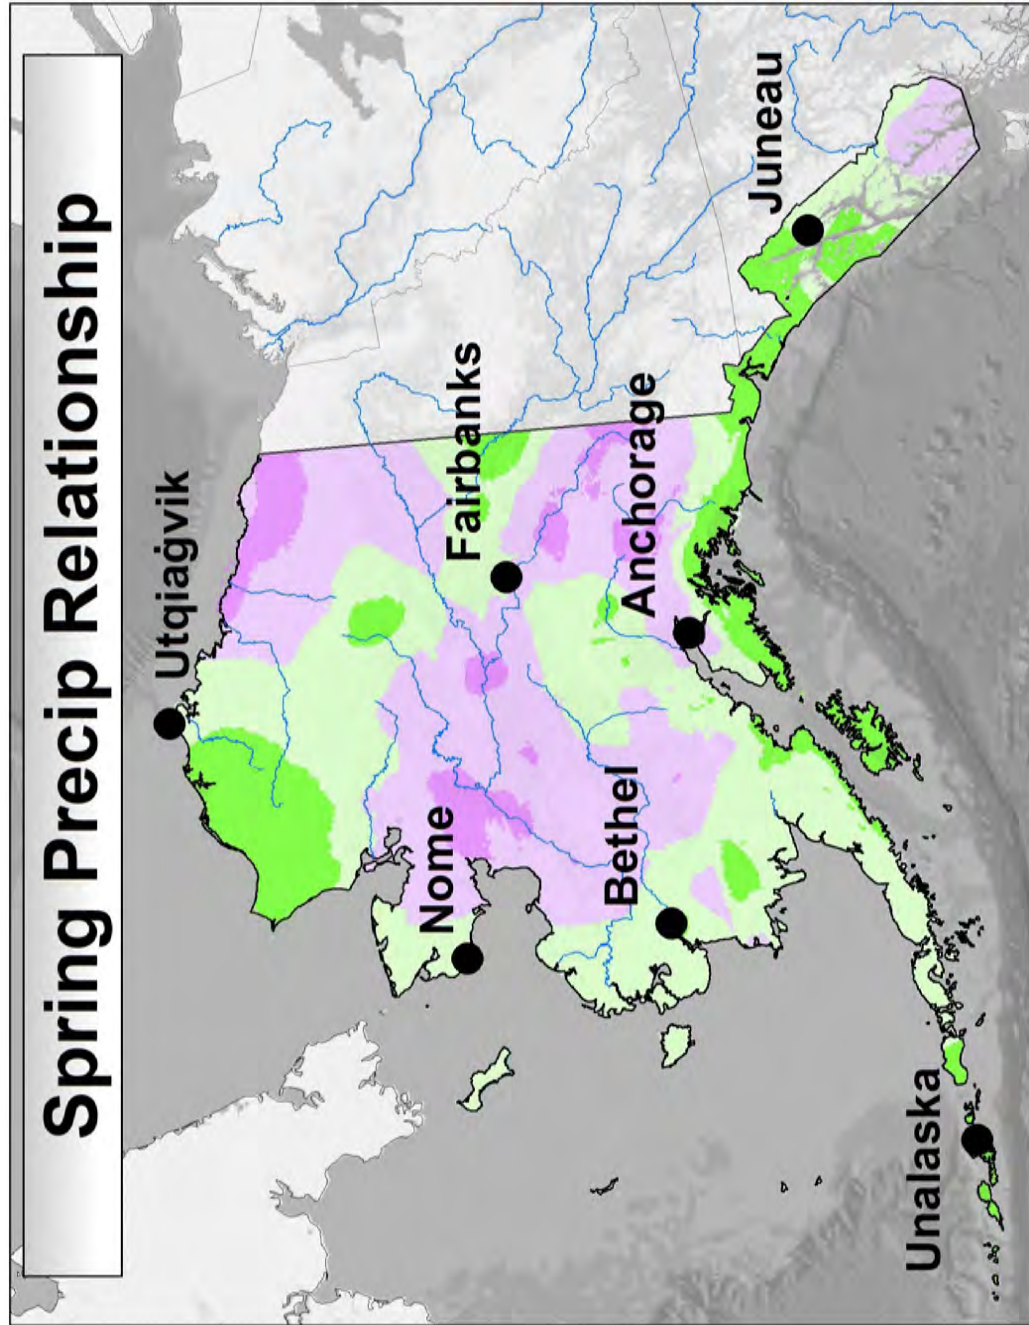 Spring Precip Relationship
Utqiaġvik
Fairbanks
Nome
Anchorage
Juneau
Bethel
Unalaska